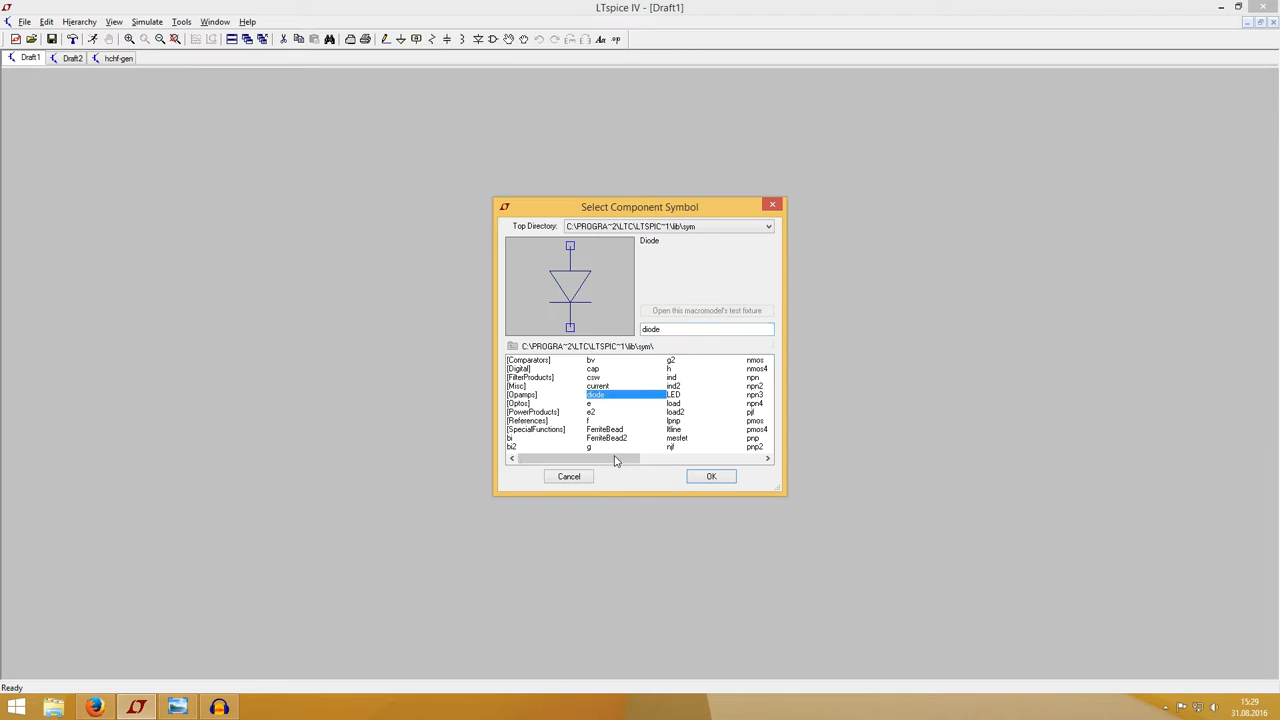 LTspice IV - [Draft1]
File Edit Hierarchy View Simulate Tools Window Help
Draft1 Draft2 hchf-gen
Select Component Symbol
Top Directory: C:\PROGRA~2\LTC\LTSPIC~1\lib\sym
Diode
Open this macromodel's test fixture
diode
C:\PROGRA~2\LTC\LTSPIC~1\lib\sym\
[Comparators] bv g2 nmos
[Digital] cap h nmos4
[FilterProducts] csw ind npn
[Misc] current ind2 npn2
[Opamps] diode LED npn3
[Optos] e load npn4
[PowerProducts] e2 load2 pjf
[References] f lpnp pmos
[SpecialFunctions] FerriteBead ltline pmos4
bi FerriteBead2 mesfet pnp
bi2 g njf pnp2
Cancel OK
Ready
15:29
31.08.2016